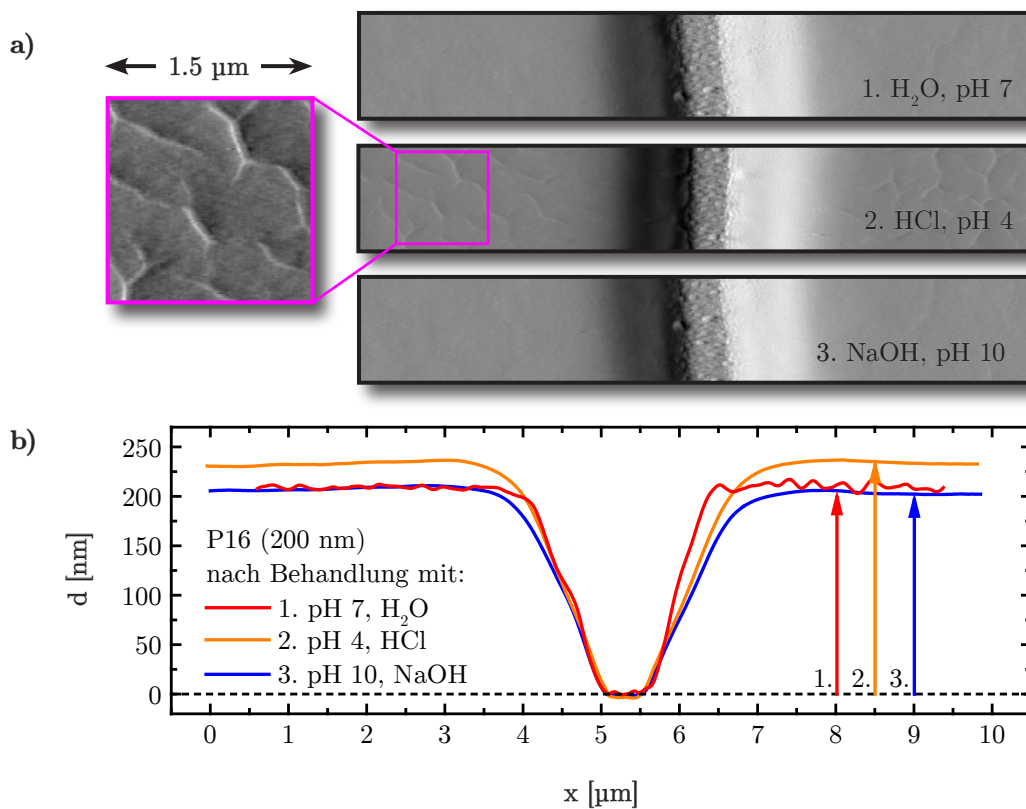 a)
1.5 µm
1. H₂O, pH 7
2. HCl, pH 4
3. NaOH, pH 10
b)
250
200
150
100
50
0
d [nm]
P16 (200 nm)
nach Behandlung mit:
1. pH 7, H₂O
2. pH 4, HCl
3. pH 10, NaOH
1. 2. 3.
0 1 2 3 4 5 6 7 8 9 10
x [µm]